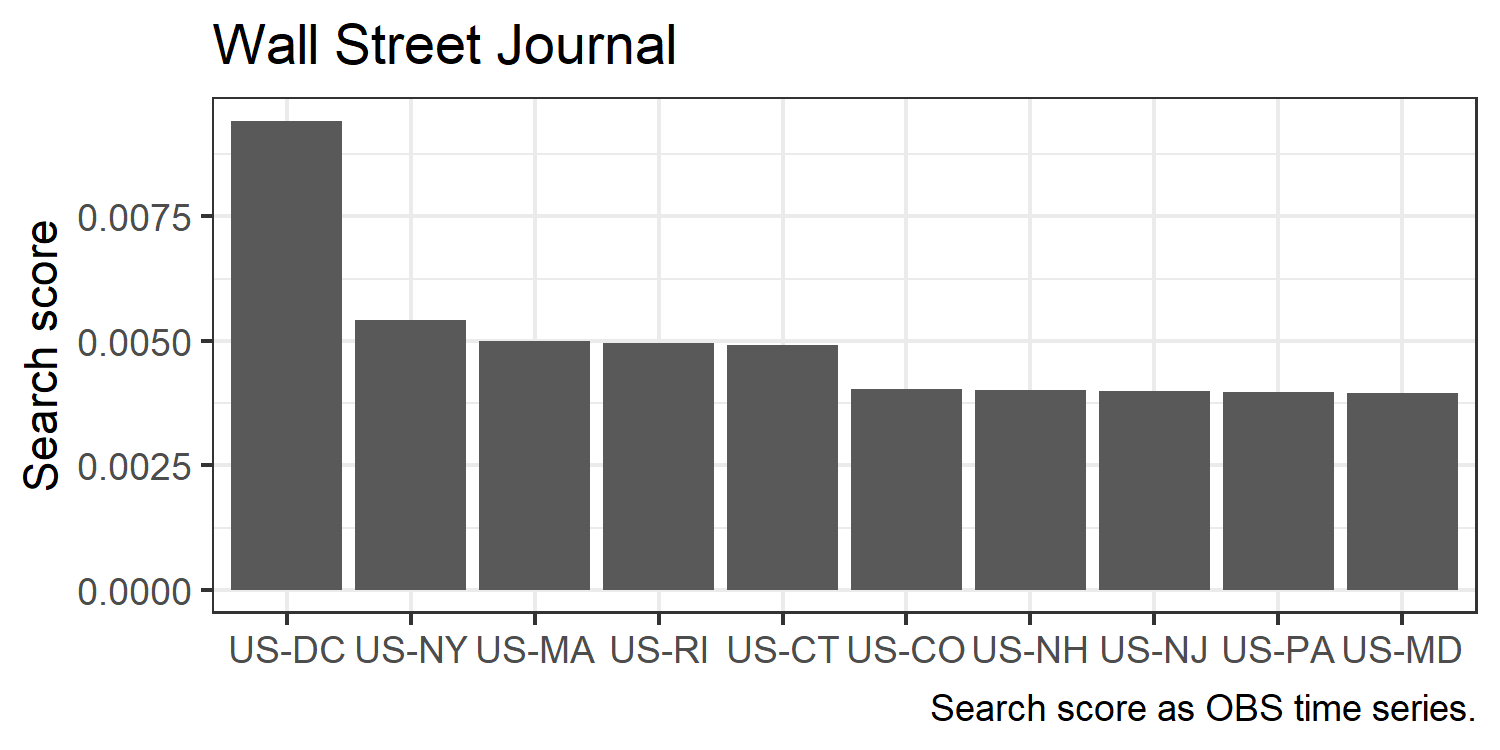 Wall Street Journal
Search score
0.0075
0.0050
0.0025
0.0000
US-DC US-NY US-MA US-RI US-CT US-CO US-NH US-NJ US-PA US-MD
Search score as OBS time series.